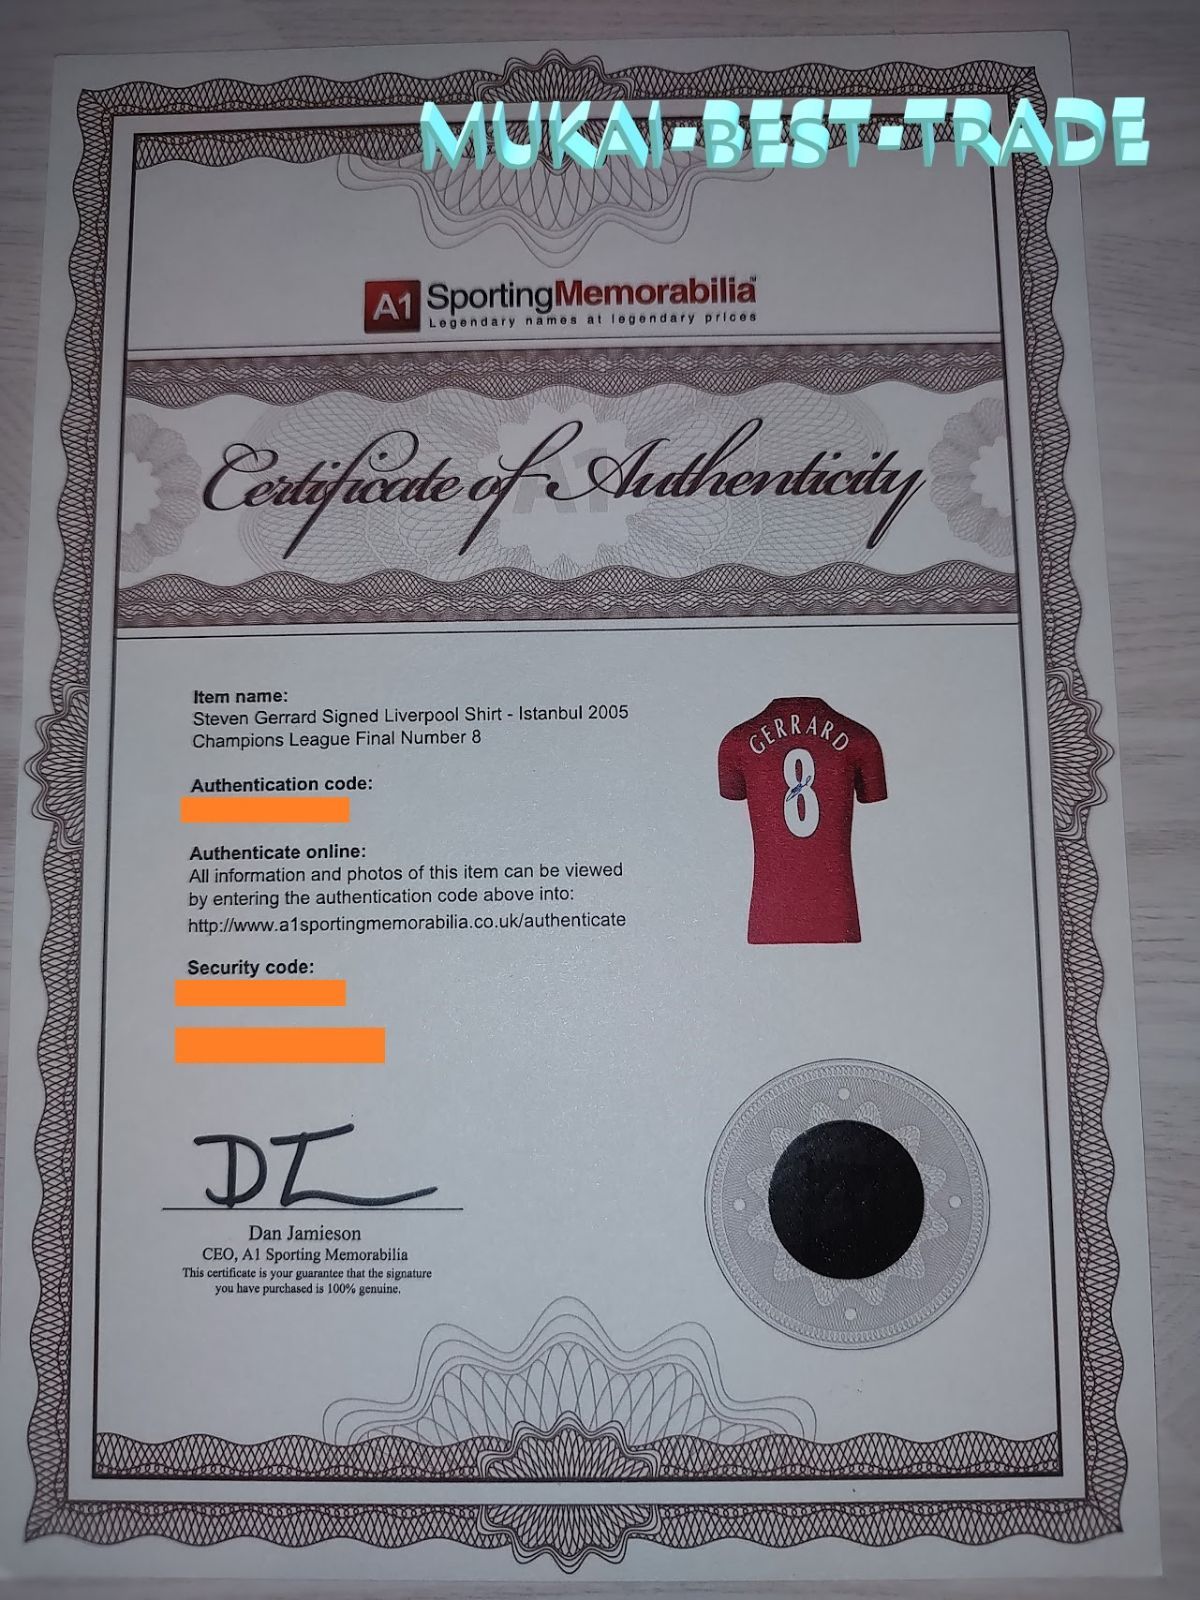 MUKAI-BEST-TRADE
A1 SportingMemorabilia™
Legendary names at legendary prices
Certificate of Authenticity
Item name:
Steven Gerrard Signed Liverpool Shirt - Istanbul 2005
Champions League Final Number 8
GERRARD
8
Authentication code:
Authenticate online:
All information and photos of this item can be viewed
by entering the authentication code above into:
http://www.a1sportingmemorabilia.co.uk/authenticate
Security code:
Dan Jamieson
CEO, A1 Sporting Memorabilia
This certificate is your guarantee that the signature
you have purchased is 100% genuine.